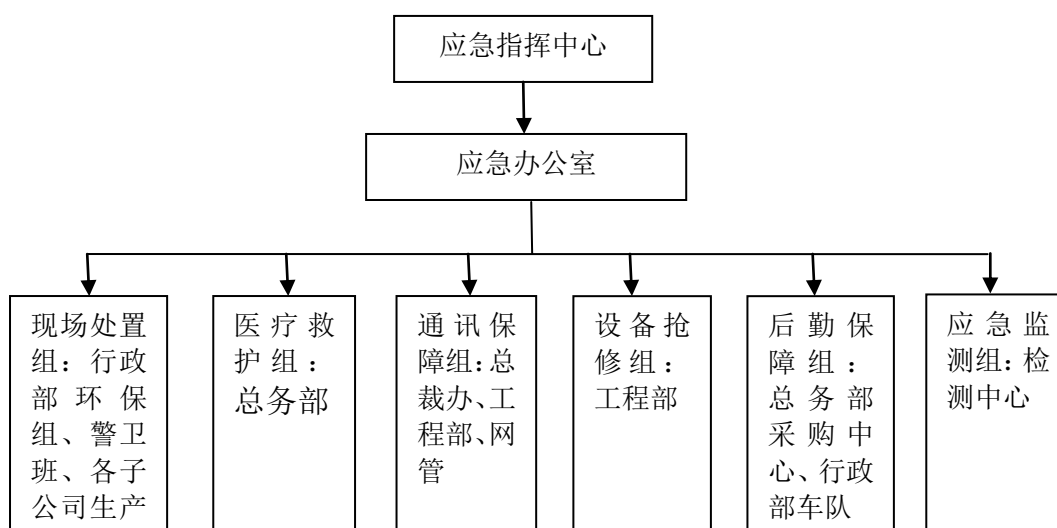 应急指挥中心
应急办公室
现场处置
组：行政
部环保
组、警卫
班、各子
公司生产
医疗救
护组：
总务部
通讯保
障组：总
裁办、工
程部、网
管
设备抢
修组：
工程部
后勤保
障组：
总务部
采购中
心、行政
部车队
应急监
测组：检
测中心